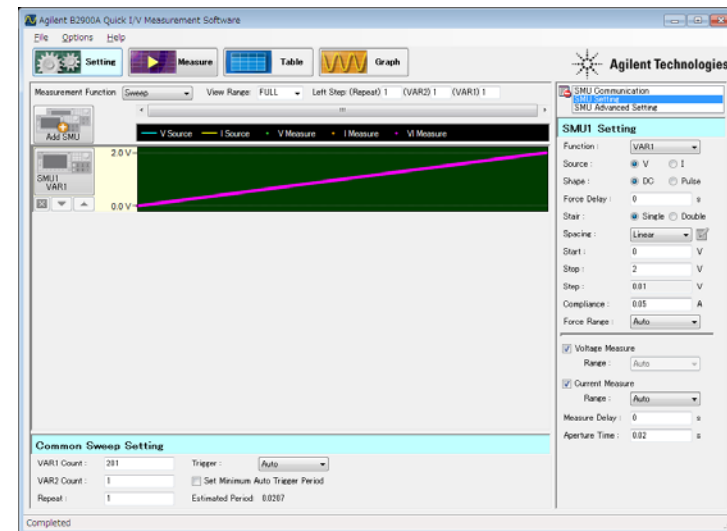 Agilent B2900A Quick I/V Measurement Software
File Options Help
Setting Measure Table Graph Agilent Technologies
Measurement Function Sweep View Range FULL Left Step: (Repeat) 1 (VAR2) 1 (VAR1) 1
Add SMU
V Source I Source V Measure I Measure VI Measure
SMU1
VAR1
2.0 V
0.0 V
SMU Communication
SMU Setting
SMU Advanced Setting
SMU1 Setting
Function : VAR1
Source : V I
Shape : DC Pulse
Force Delay : 0 s
Stair : Single Double
Spacing : Linear
Start : 0 V
Stop : 2 V
Step : 0.01 V
Compliance : 0.05 A
Force Range : Auto
Voltage Measure
Range : Auto
Current Measure
Range : Auto
Measure Delay : 0 s
Aperture Time : 0.02 s
Common Sweep Setting
VAR1 Count : 201 Trigger : Auto
VAR2 Count : 1 Set Minimum Auto Trigger Period
Repeat : 1 Estimated Period 0.0207
Completed